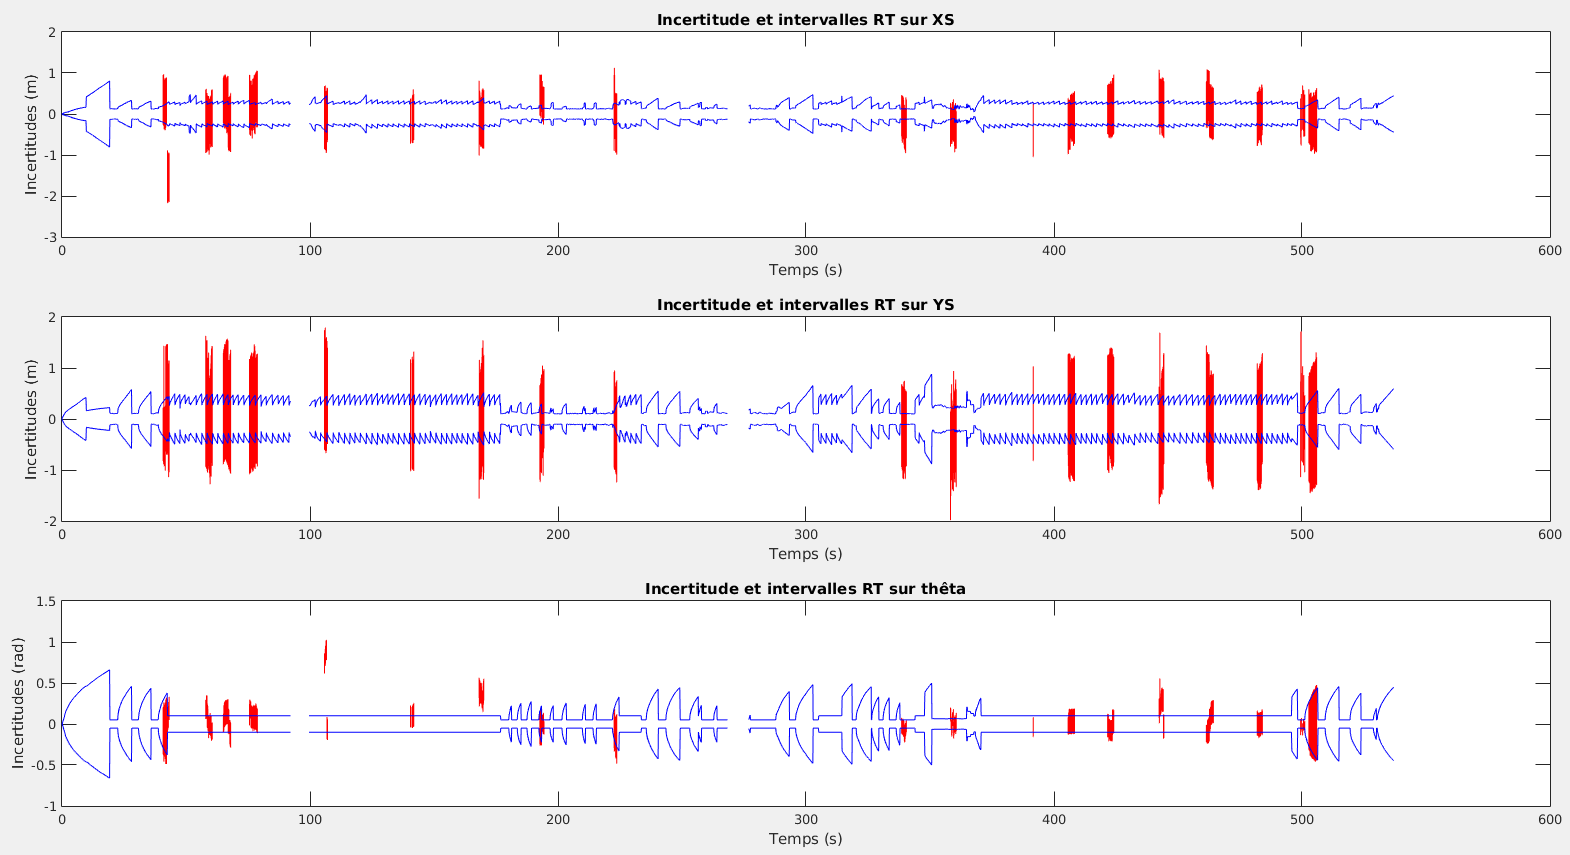 Incertitude et intervalles RT sur XS
Incertitudes (m)
2
1
0
-1
-2
-3
0 100 200 300 400 500 600
Temps (s)
Incertitude et intervalles RT sur YS
Incertitudes (m)
2
1
0
-1
-2
0 100 200 300 400 500 600
Temps (s)
Incertitude et intervalles RT sur thêta
Incertitudes (rad)
1.5
1
0.5
0
-0.5
-1
0 100 200 300 400 500 600
Temps (s)